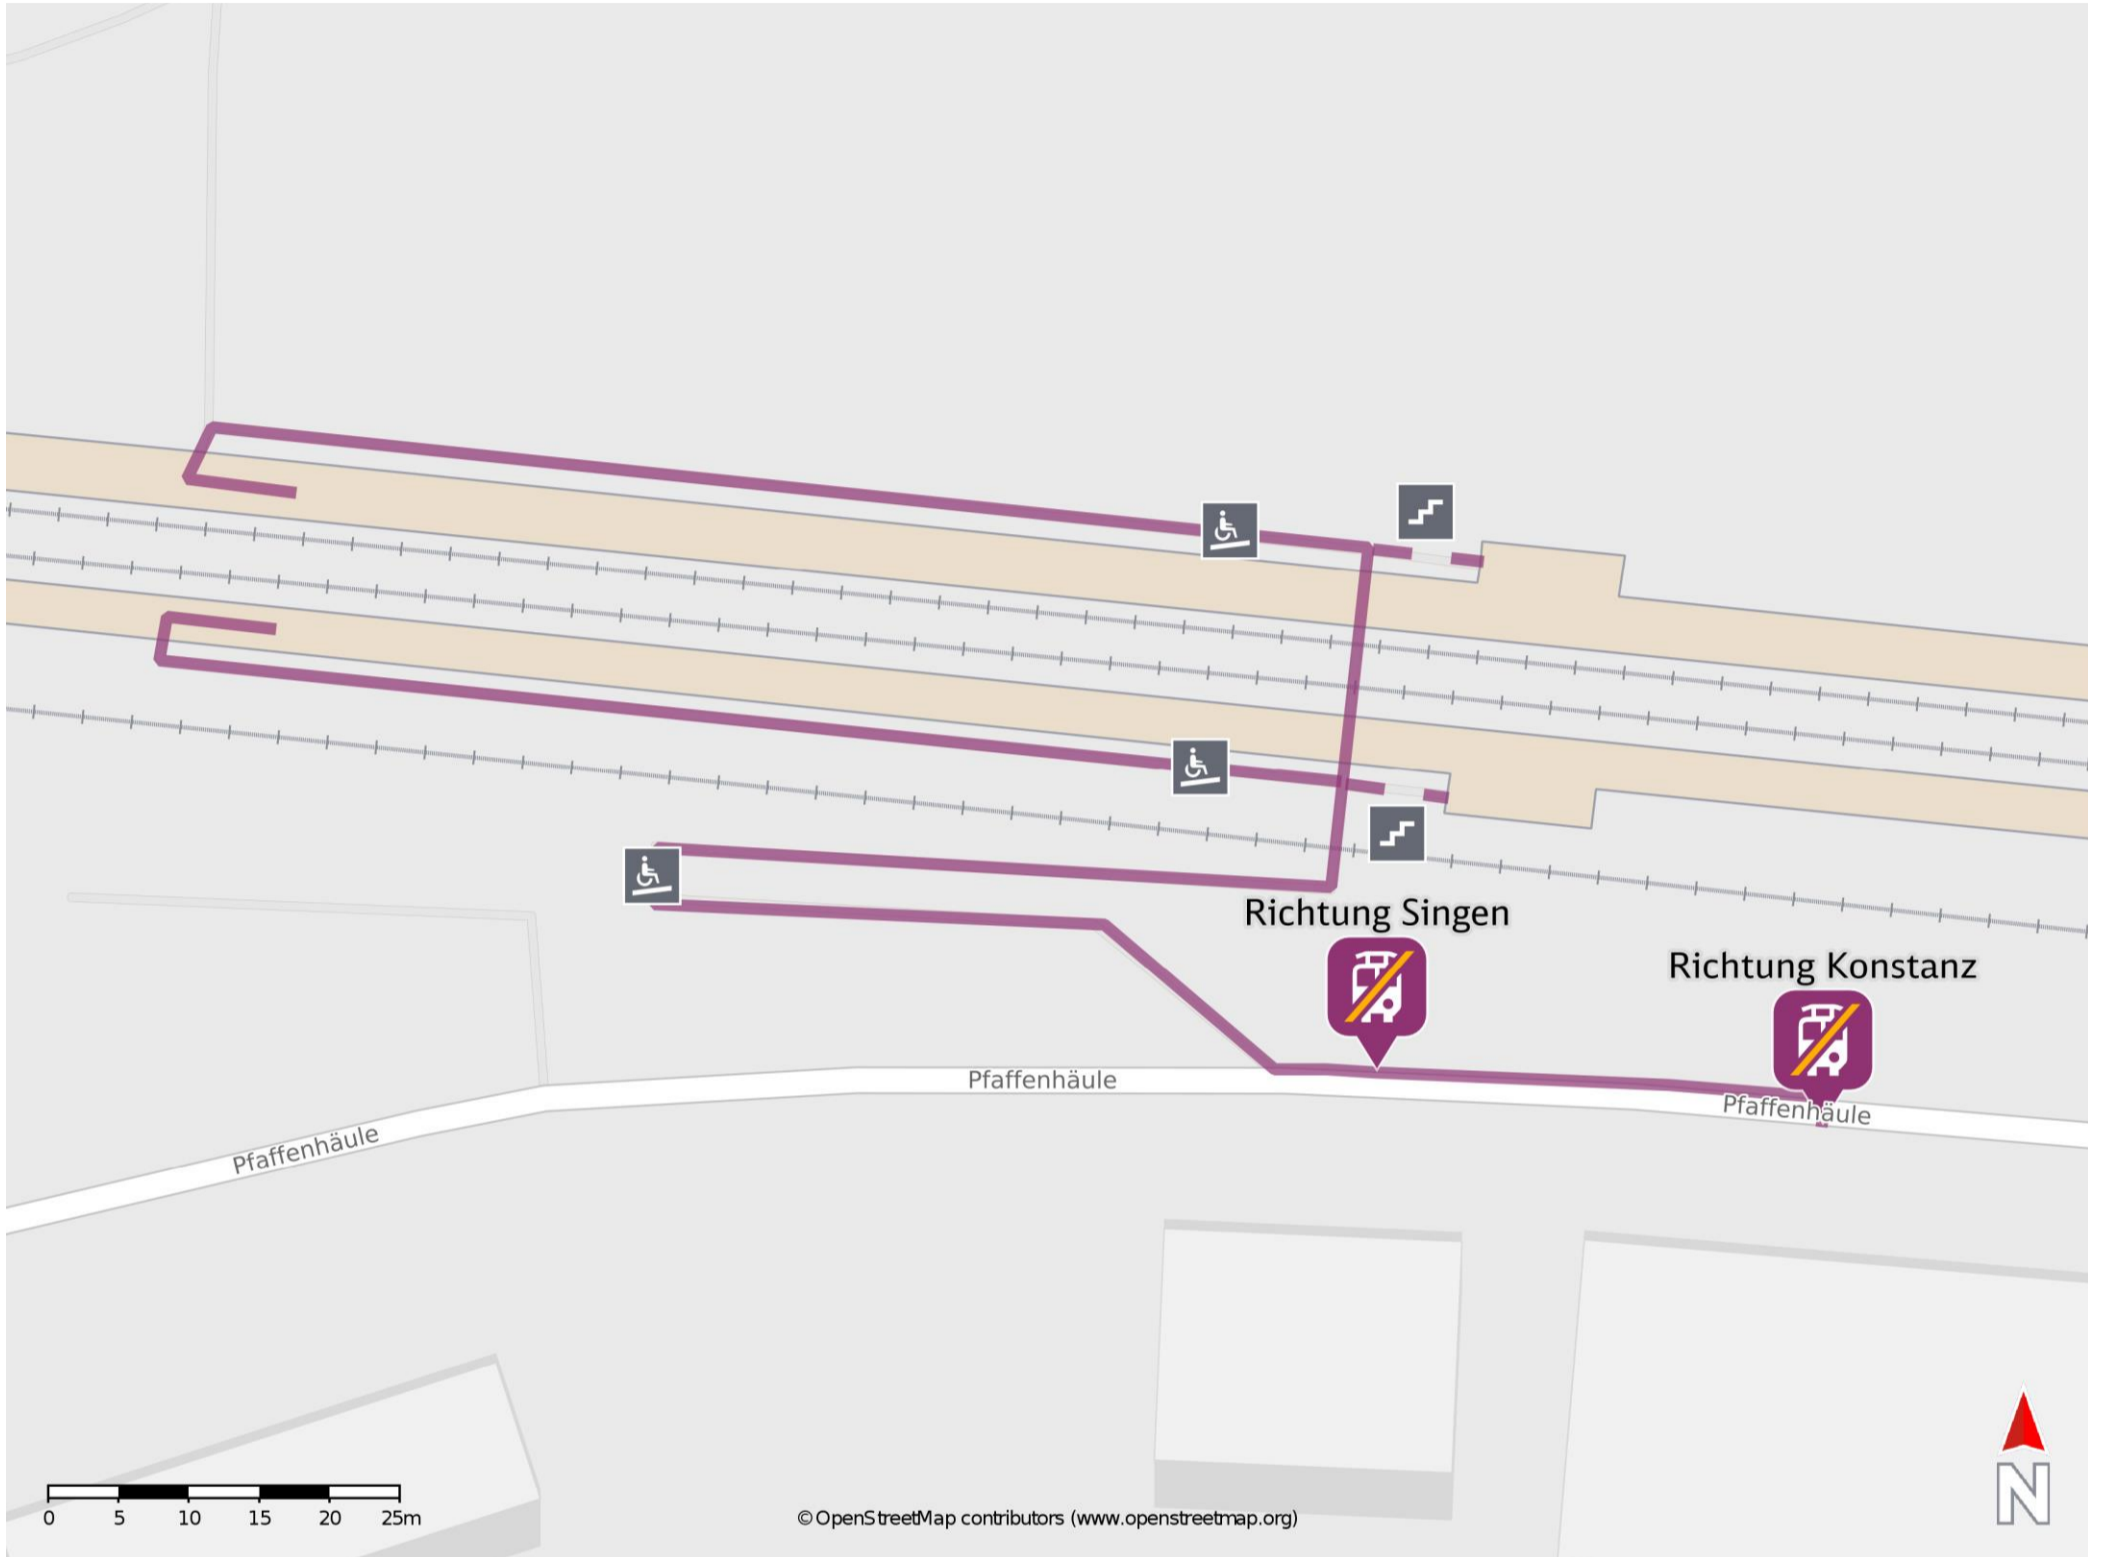 Richtung Singen
Richtung Konstanz
Pfaffenhäule
Pfaffenhäule
Pfaffenhäule
0 5 10 15 20 25m
©OpenStreetMap contributors (www.openstreetmap.org)
N